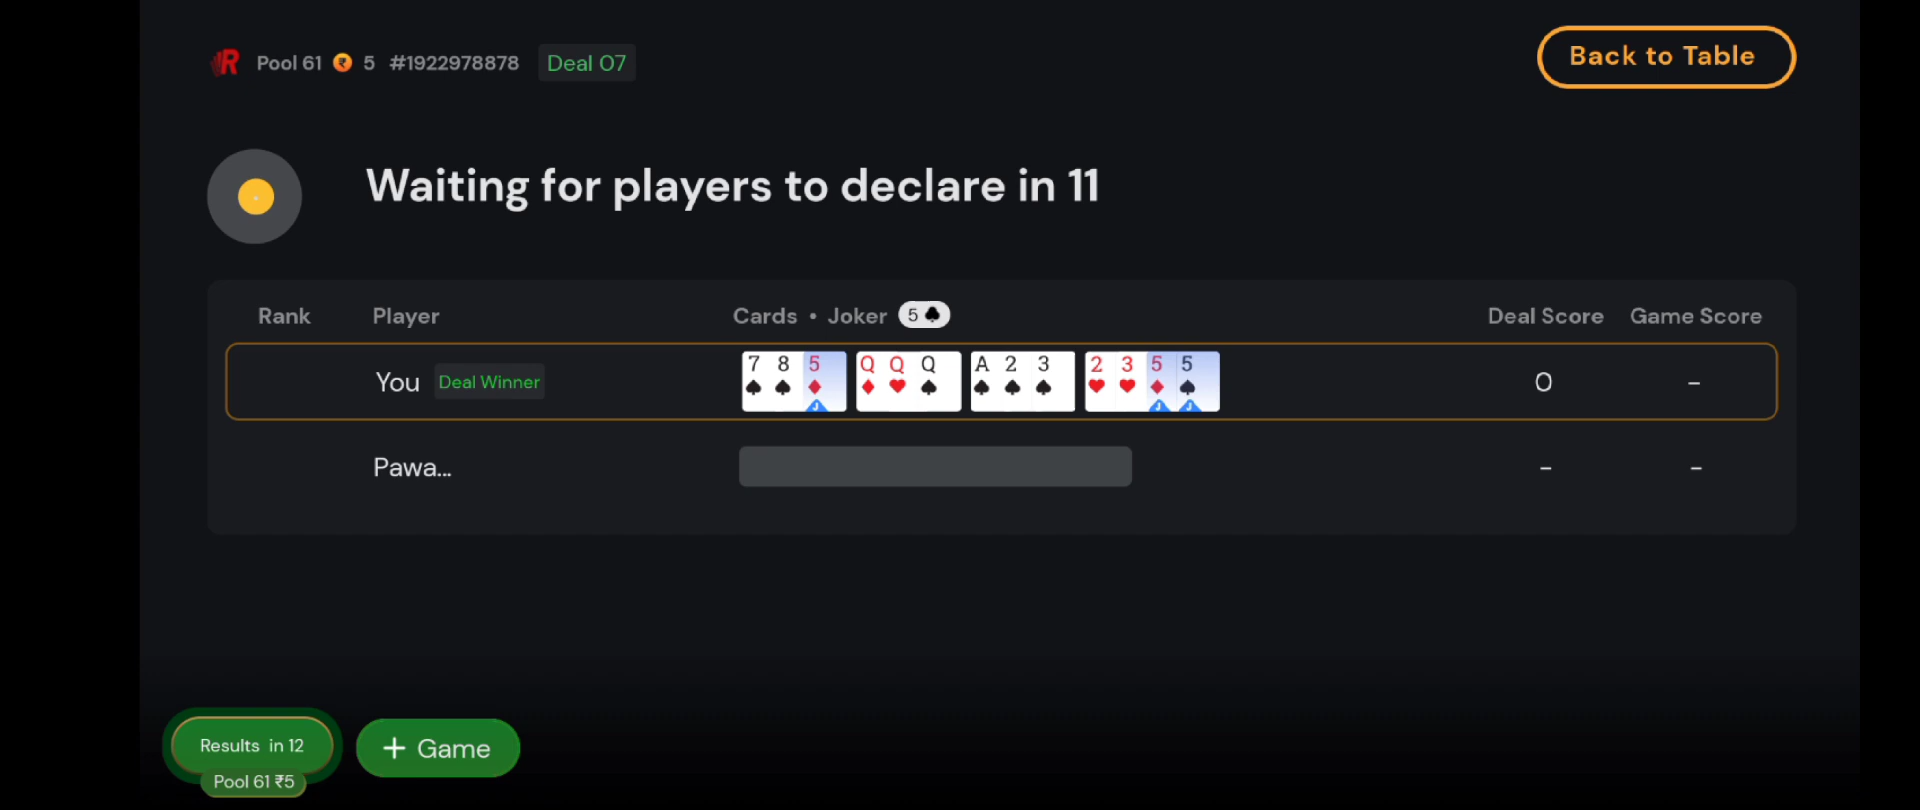 R Pool 61 ₹ 5 #1922978878 Deal 07
Back to Table
Waiting for players to declare in 11
Rank Player Cards • Joker 5♠ Deal Score Game Score
You Deal Winner 7♠ 8♠ 5♦ J Q♦ Q♥ Q♠ A♠ 2♠ 3♠ 2♥ 3♥ 5♦ J 5♠ J 0 –
Pawa... – –
Results in 12
+ Game
Pool 61 ₹5